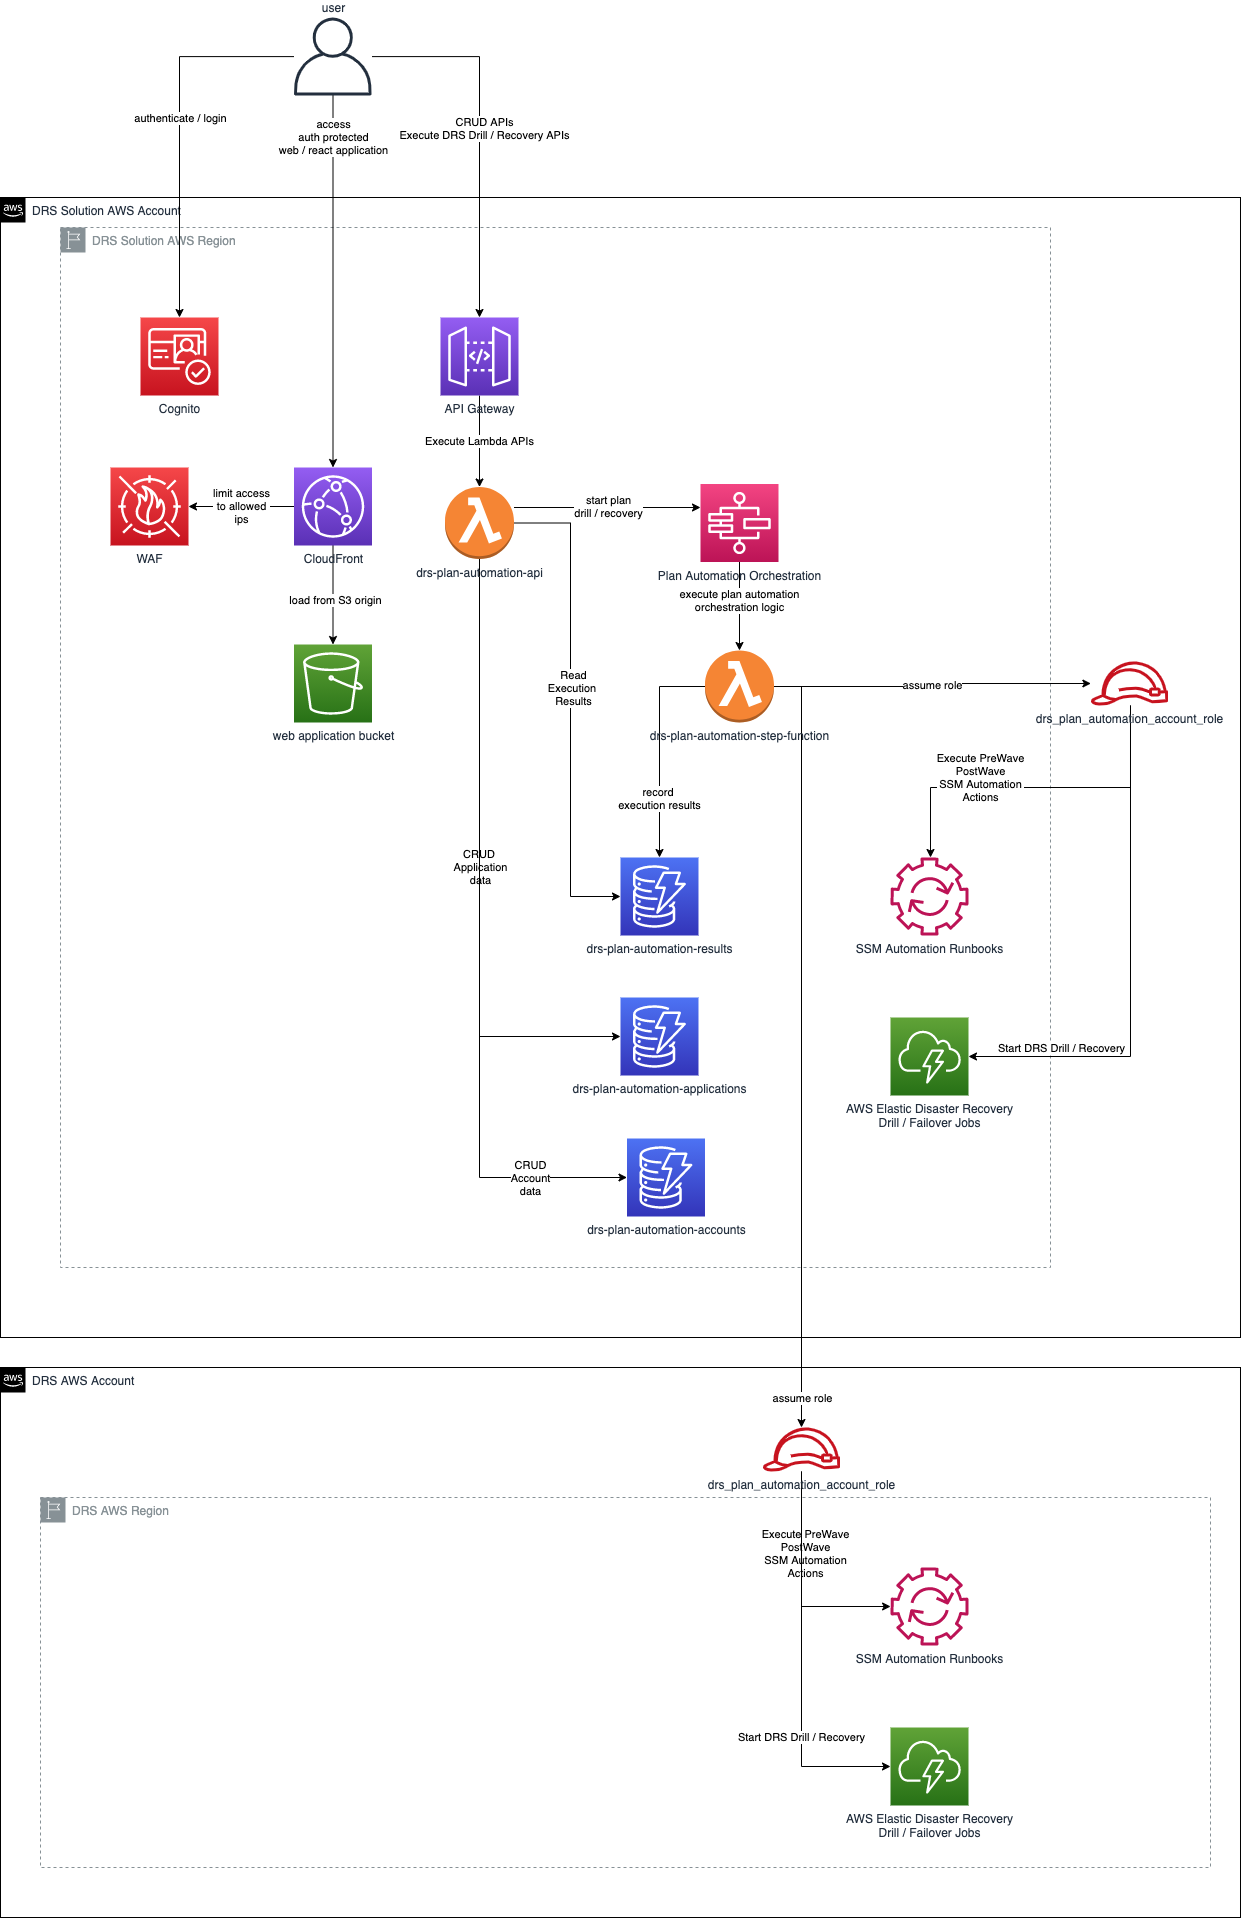 user
authenticate / login
access
auth protected
web / react application
CRUD APIs
Execute DRS Drill / Recovery APIs
aws
DRS Solution AWS Account
DRS Solution AWS Region
Cognito
API Gateway
Execute Lambda APIs
limit access
to allowed
ips
WAF
CloudFront
drs-plan-automation-api
start plan
drill / recovery
Plan Automation Orchestration
execute plan automation
orchestration logic
load from S3 origin
web application bucket
Read
Execution
Results
drs-plan-automation-step-function
assume role
drs_plan_automation_account_role
Execute PreWave
PostWave
SSM Automation
Actions
record
execution results
CRUD
Application
data
drs-plan-automation-results
SSM Automation Runbooks
drs-plan-automation-applications
Start DRS Drill / Recovery
AWS Elastic Disaster Recovery
Drill / Failover Jobs
CRUD
Account
data
drs-plan-automation-accounts
aws
DRS AWS Account
assume role
drs_plan_automation_account_role
DRS AWS Region
Execute PreWave
PostWave
SSM Automation
Actions
SSM Automation Runbooks
Start DRS Drill / Recovery
AWS Elastic Disaster Recovery
Drill / Failover Jobs